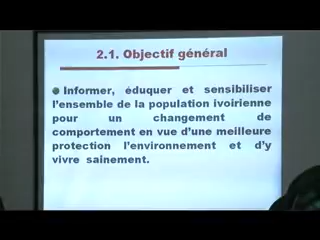 2.1. Objectif général
Informer, éduquer et sensibiliser
l'ensemble de la population ivoirienne
pour un changement de
comportement en vue d'une meilleure
protection l'environnement et d'y
vivre sainement.